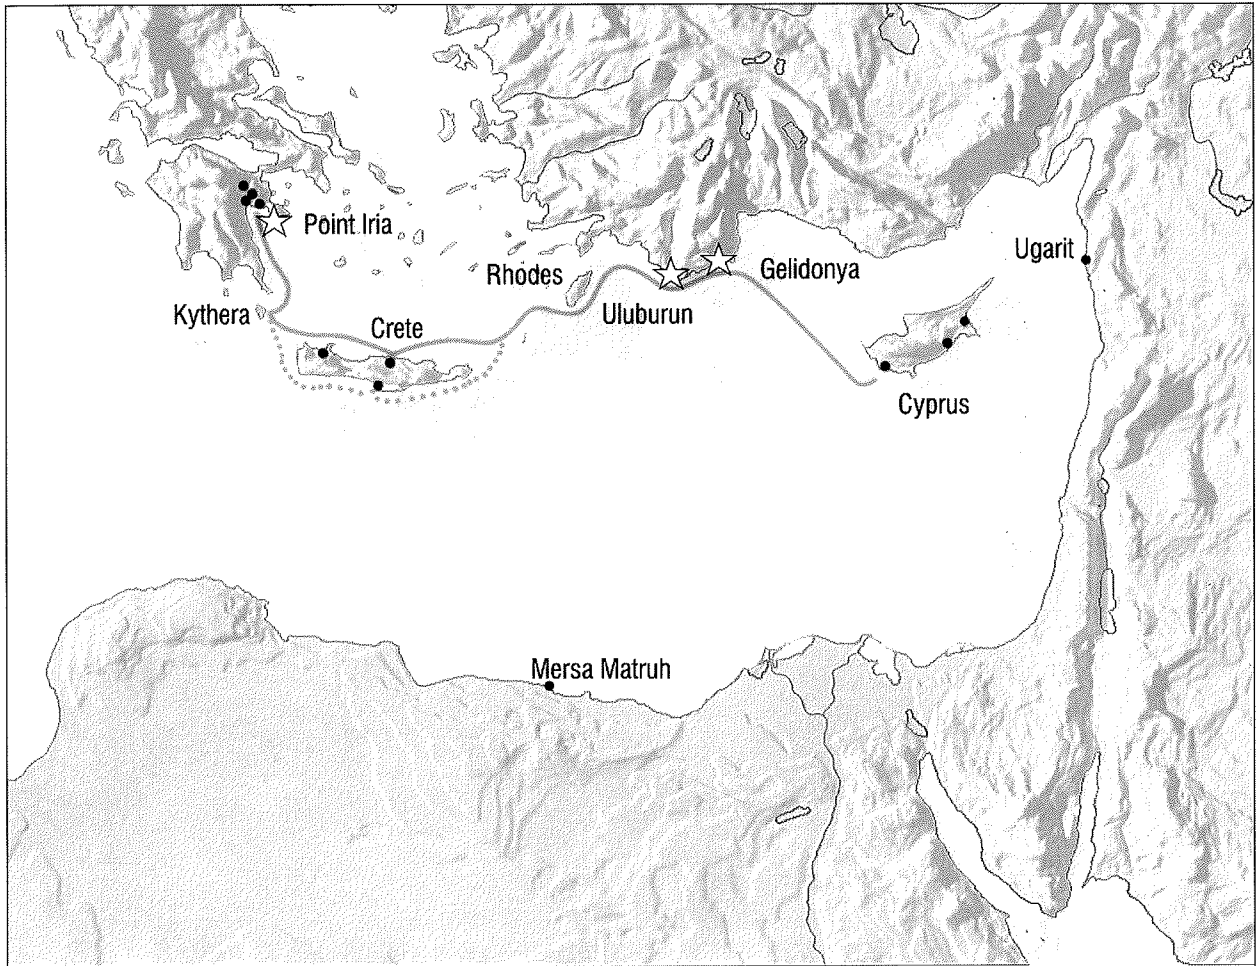 Point Iria
Ugarit
Rhodes
Gelidonya
Kythera
Uluburun
Crete
Cyprus
Mersa Matruh